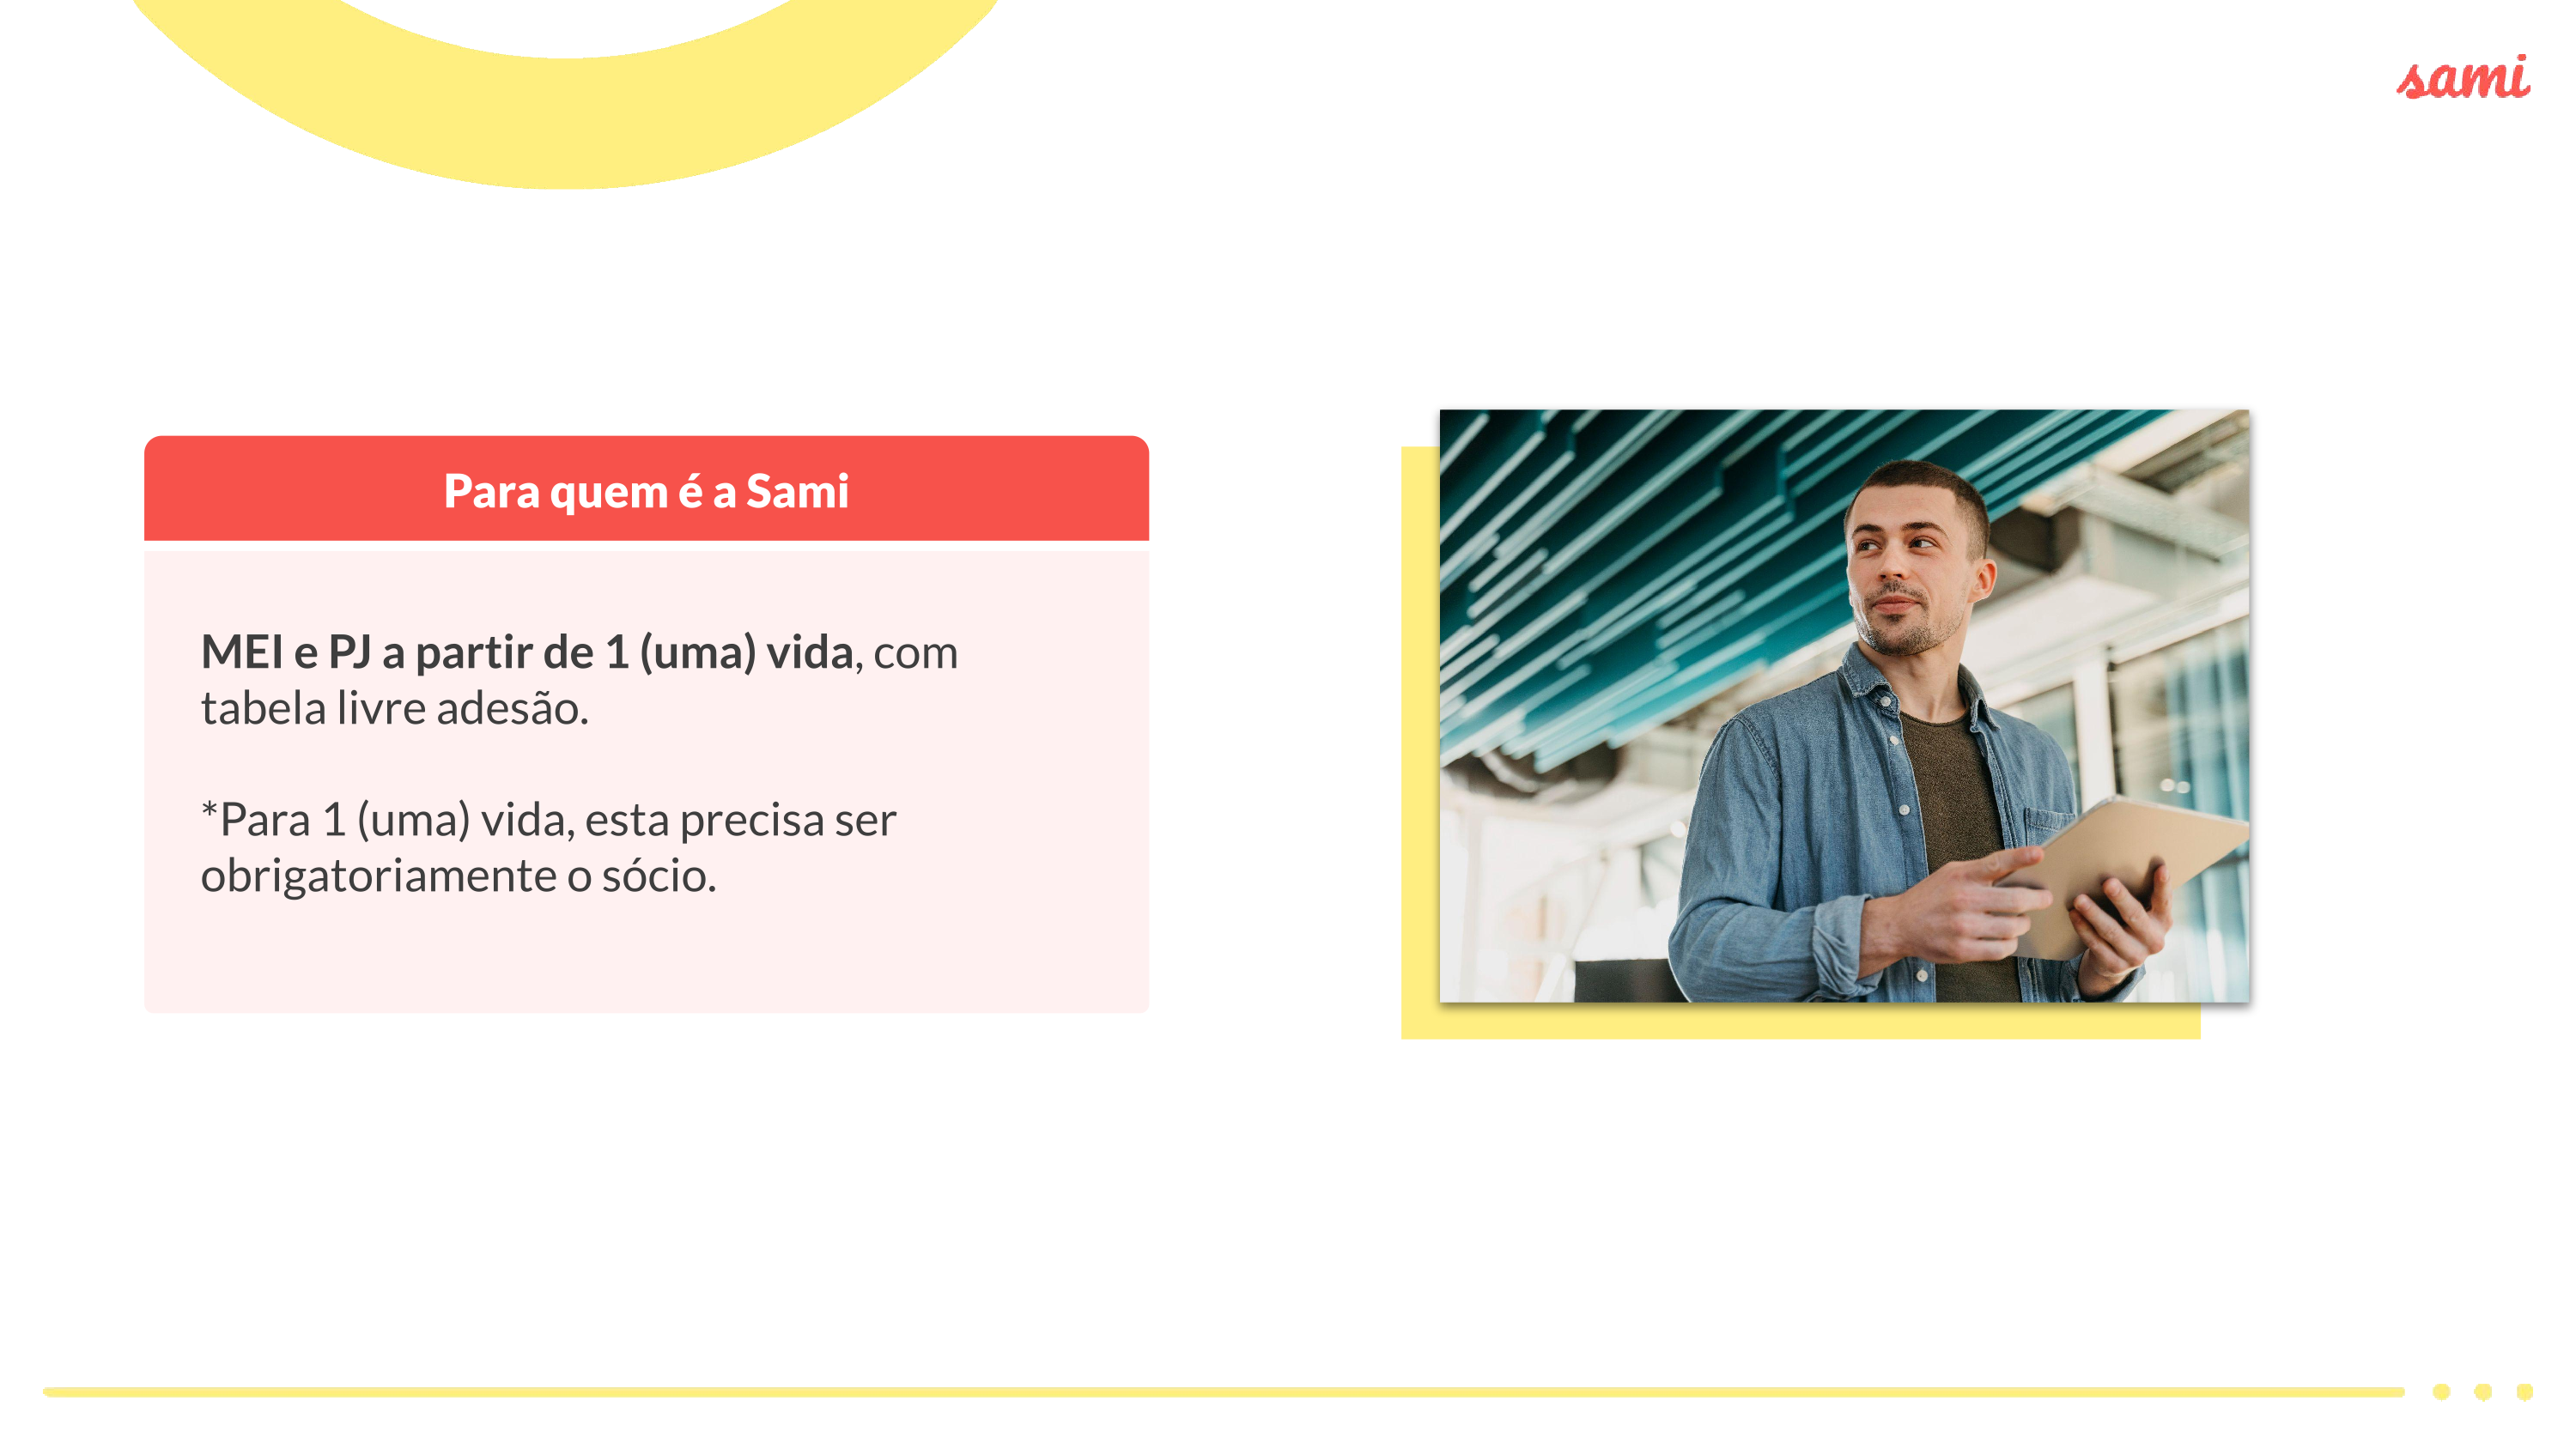 sami
Para quem é a Sami
MEI e PJ a partir de 1 (uma) vida, com
tabela livre adesão.
*Para 1 (uma) vida, esta precisa ser
obrigatoriamente o sócio.